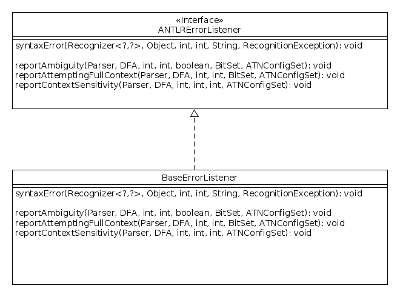 «Interface»
ANTLRErrorListener
syntaxError(Recognizer<?,?>, Object, int, int, String, RecognitionException): void
reportAmbiguity(Parser, DFA, int, int, boolean, BitSet, ATNConfigSet): void
reportAttemptingFullContext(Parser, DFA, int, int, BitSet, ATNConfigSet): void
reportContextSensitivity(Parser, DFA, int, int, int, ATNConfigSet): void
BaseErrorListener
syntaxError(Recognizer<?,?>, Object, int, int, String, RecognitionException): void
reportAmbiguity(Parser, DFA, int, int, boolean, BitSet, ATNConfigSet): void
reportAttemptingFullContext(Parser, DFA, int, int, BitSet, ATNConfigSet): void
reportContextSensitivity(Parser, DFA, int, int, int, ATNConfigSet): void